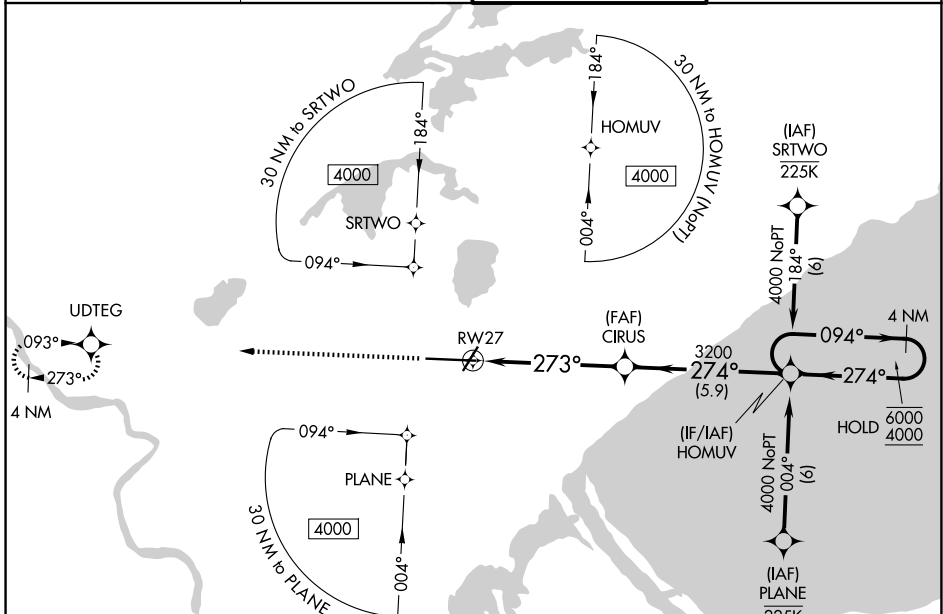 30 NM to SRTWO
184°
4000
SRTWO
094°
184°
HOMUV
30 NM to HOMUV (NoPT)
4000
004°
(IAF)
SRTWO
225K
4000 NoPT
184°
(6)
UDTEG
093°
273°
4 NM
RW27
273°
(FAF)
CIRUS
3200
274°
(5.9)
4 NM
094°
274°
(IF/IAF)
HOMUV
HOLD
6000
4000
4000 NoPT
004°
(6)
(IAF)
PLANE
225K
094°
PLANE
4000
30 NM to PLANE
004°